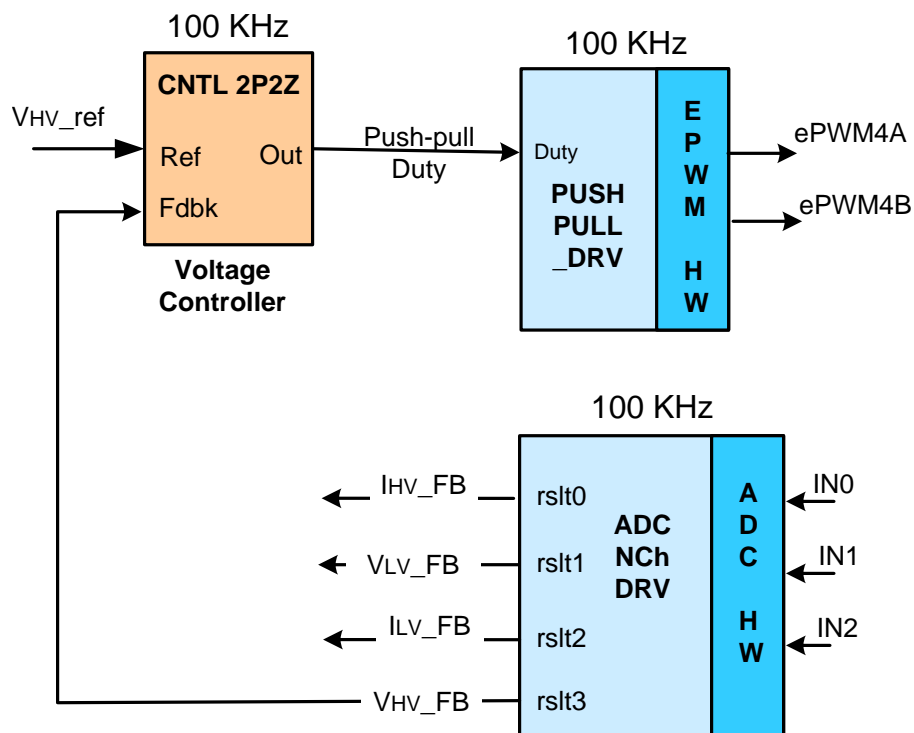 100 KHz
CNTL 2P2Z
VHV_ref
Ref
Out
Fdbk
Voltage
Controller
Push-pull
Duty
100 KHz
Duty
PUSH
PULL
_DRV
E
P
W
M
H
W
ePWM4A
ePWM4B
100 KHz
IHV_FB
VLV_FB
ILV_FB
VHV_FB
rslt0
rslt1
rslt2
rslt3
ADC
NCh
DRV
A
D
C
H
W
IN0
IN1
IN2